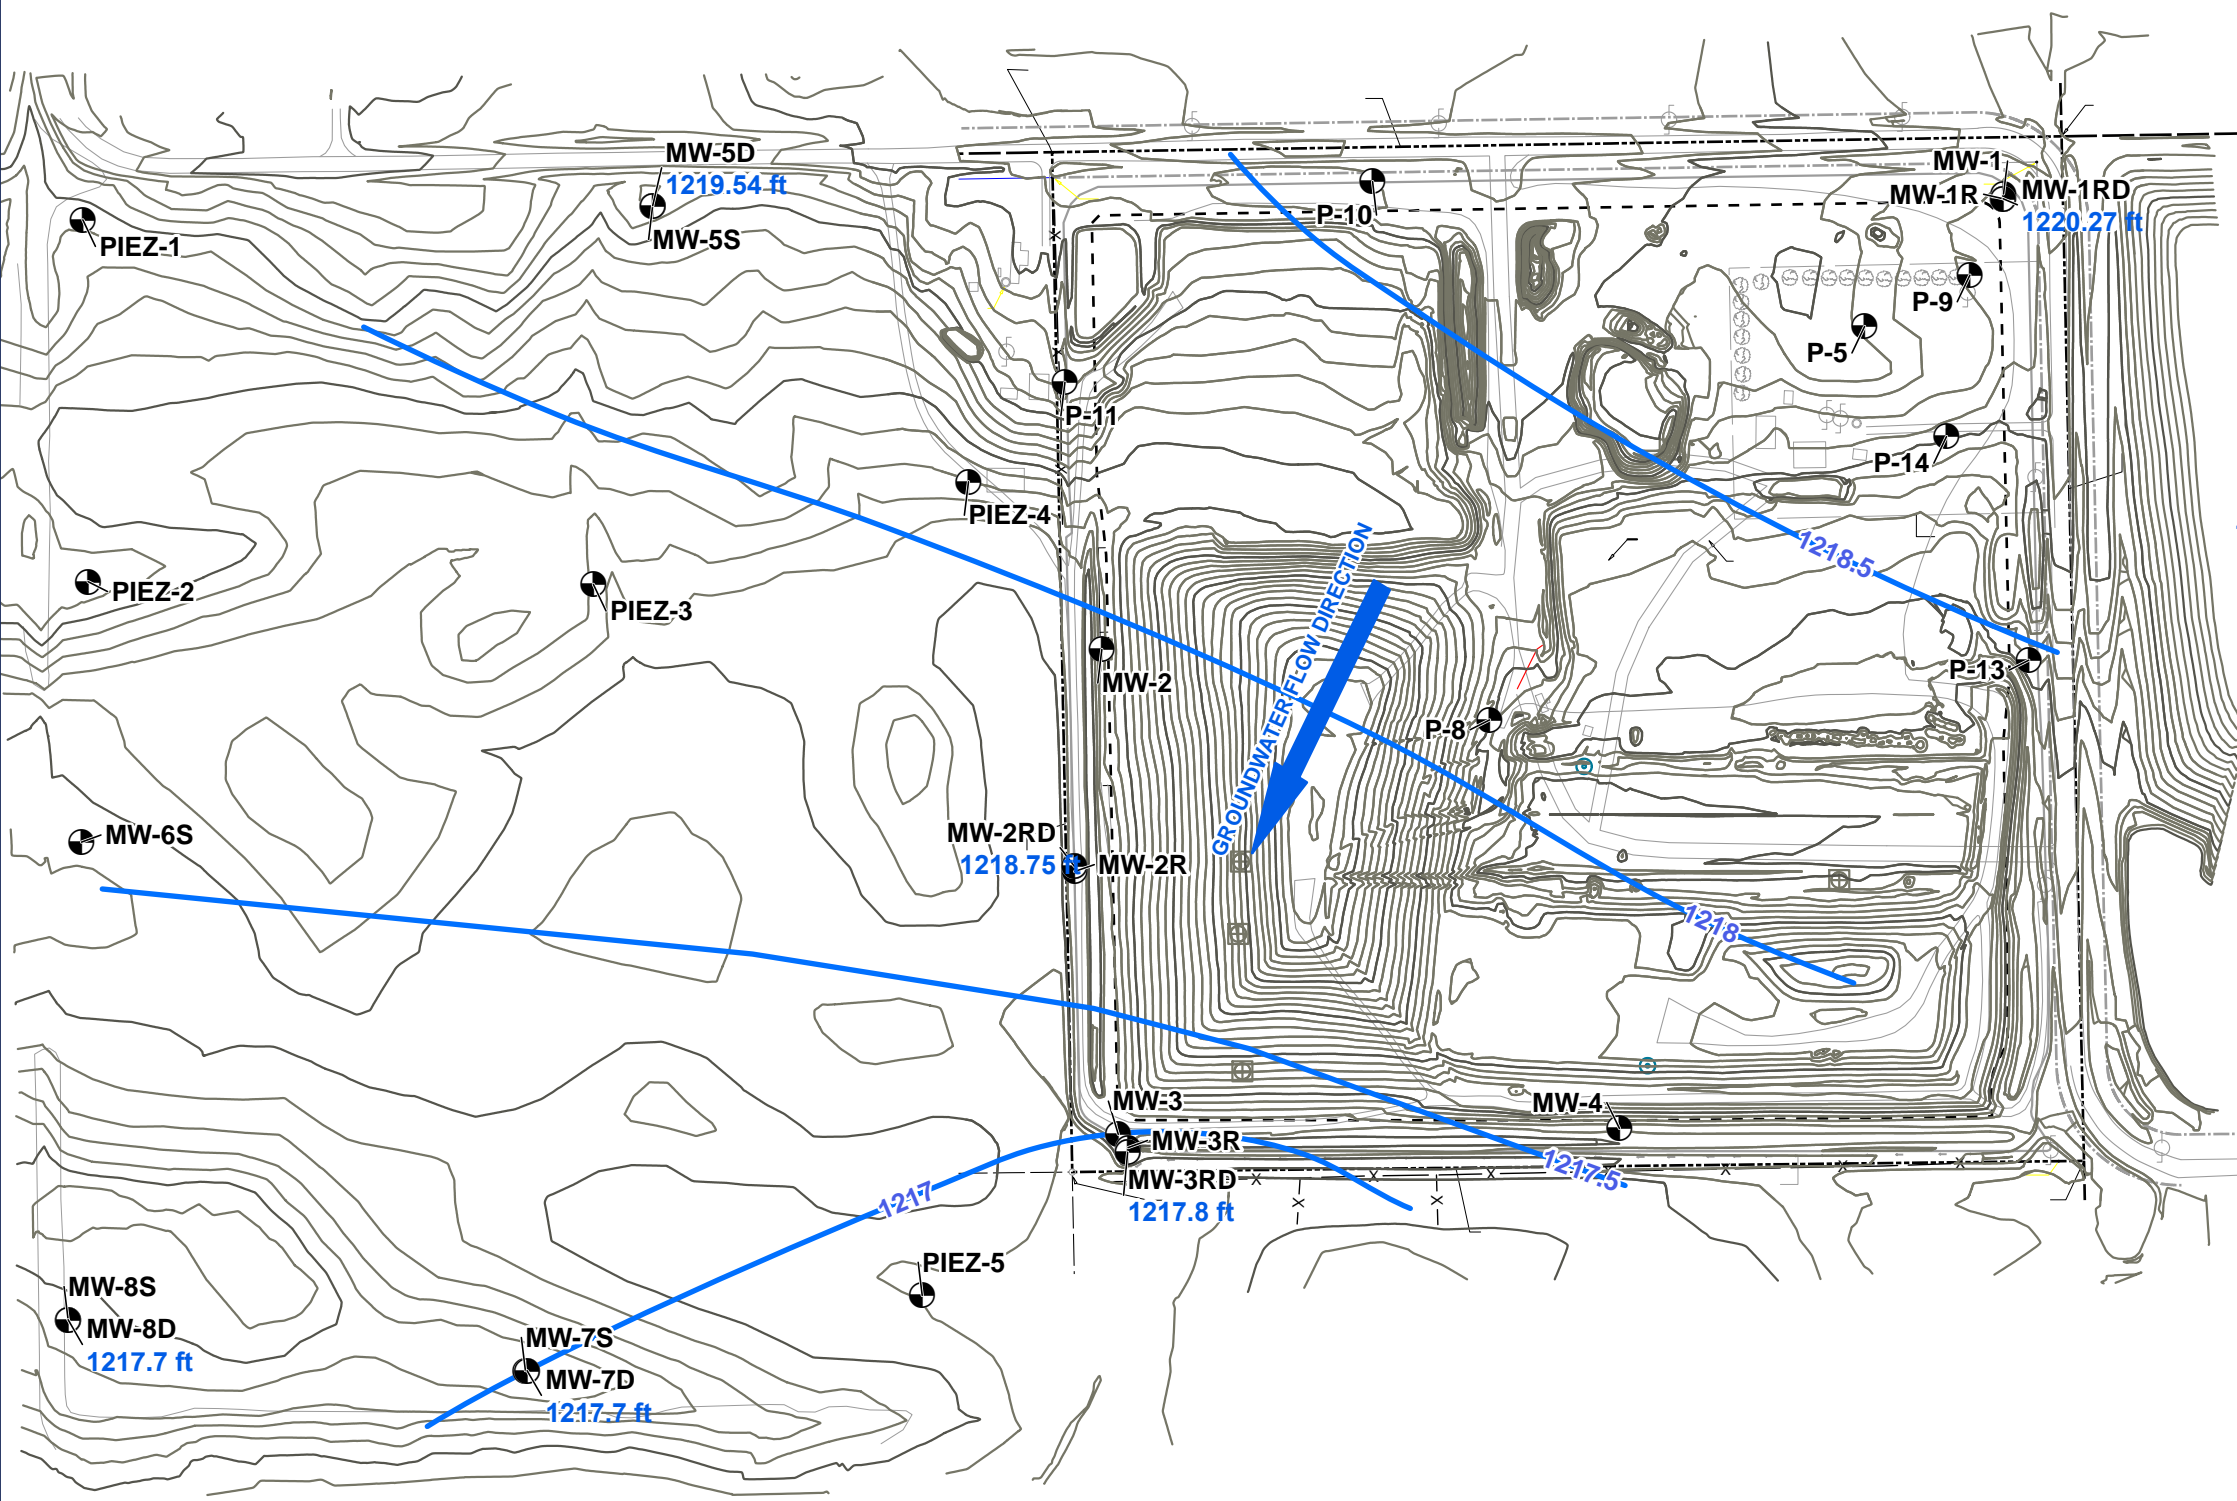 MW-5D
1219.54 ft
MW-5S
PIEZ-1
P-10
MW-1
MW-1R
MW-1RD
1220.27 ft
P-9
P-5
P-11
P-14
PIEZ-4
PIEZ-2
PIEZ-3
1218.5
GROUNDWATER FLOW DIRECTION
MW-2
P-13
P-8
MW-6S
MW-2RD
1218.75 ft
MW-2R
1218
MW-3
MW-4
MW-3R
MW-3RD
1217.8 ft
1217.5
1217
PIEZ-5
MW-8S
MW-8D
1217.7 ft
MW-7S
MW-7D
1217.7 ft